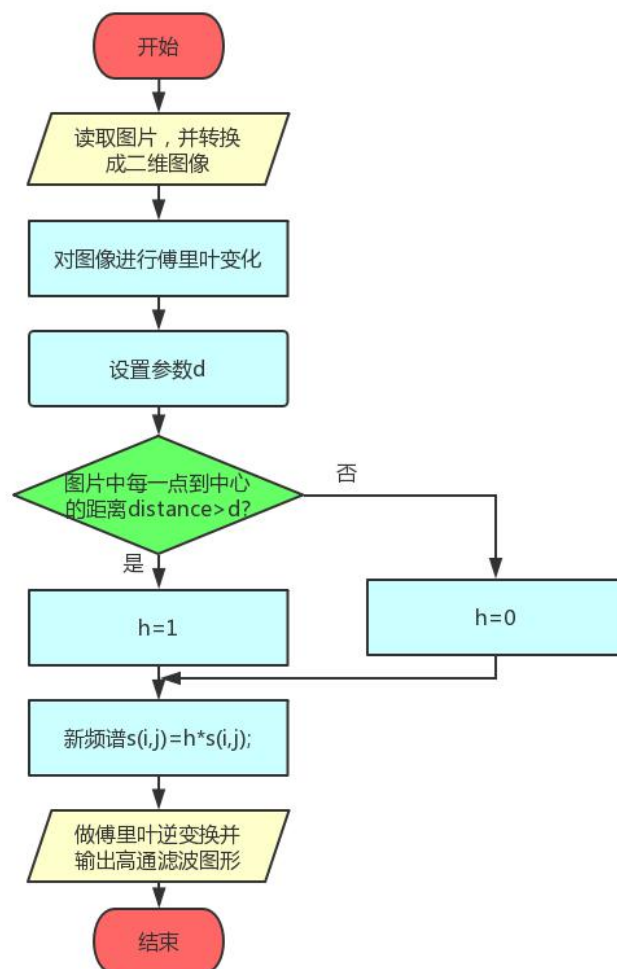 开始
读取图片，并转换
成二维图像
对图像进行傅里叶变化
设置参数d
图片中每一点到中心
的距离distance>d?
否
是
h=1
h=0
新频谱s(i,j)=h*s(i,j);
做傅里叶逆变换并
输出高通滤波图形
结束